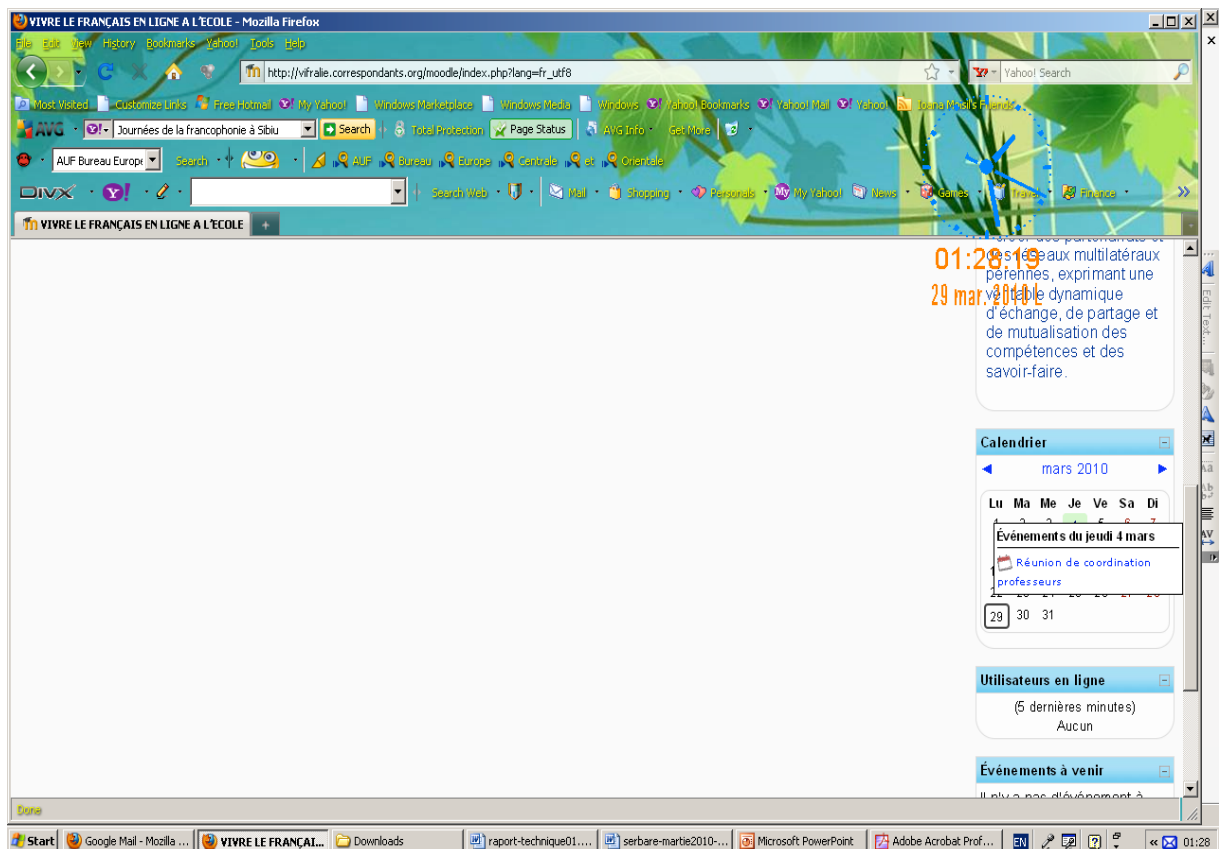 VIVRE LE FRANÇAIS EN LIGNE A L'ECOLE - Mozilla Firefox
File Edit View History Bookmarks Yahoo! Tools Help
http://vifralie.correspondants.org/moodle/index.php?lang=fr_utf8
Yahoo! Search
Most Visited Customize Links Free Hotmail My Yahoo! Windows Marketplace Windows Media Windows Yahoo! Bookmarks Yahoo! Mail Yahoo!
AVG Journées de la francophonie à Sibiu Search Total Protection Page Status AVG Info Get More
AUF Bureau Europe Search AUF Bureau Europe Centrale et Orientale
DIVX Search Web Mail Shopping Personals My Yahoo! News Games Travel Finance
VIVRE LE FRANÇAIS EN LIGNE A L'ECOLE
01:28:19
29 mar. 2010 L
des réseaux multilatéraux
pérennes, exprimant une
véritable dynamique
d'échange, de partage et
de mutualisation des
compétences et des
savoir-faire.
Edit Text...
Calendrier
mars 2010
Lu Ma Me Je Ve Sa Di
Événements du jeudi 4 mars
Réunion de coordination
professeurs
29 30 31
Utilisateurs en ligne
(5 dernières minutes)
Aucun
Événements à venir
Il n'y a pas d'événement à
Done
Start Google Mail - Mozilla ... VIVRE LE FRANÇAI... Downloads raport-technique01.... serbare-martie2010-... Microsoft PowerPoint Adobe Acrobat Prof... EN 01:28